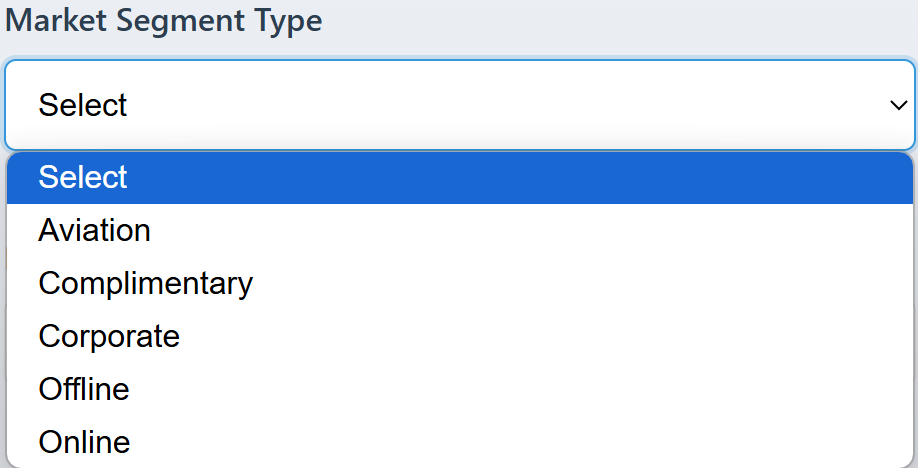 Market Segment Type
Select
Select
Aviation
Complimentary
Corporate
Offline
Online